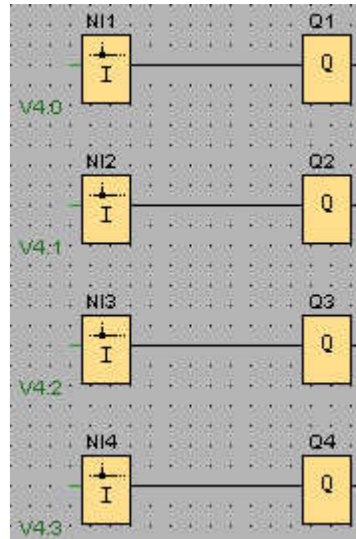 NI1 Q1
I Q
V4.0
NI2 Q2
I Q
V4.1
NI3 Q3
I Q
V4.2
NI4 Q4
I Q
V4.3